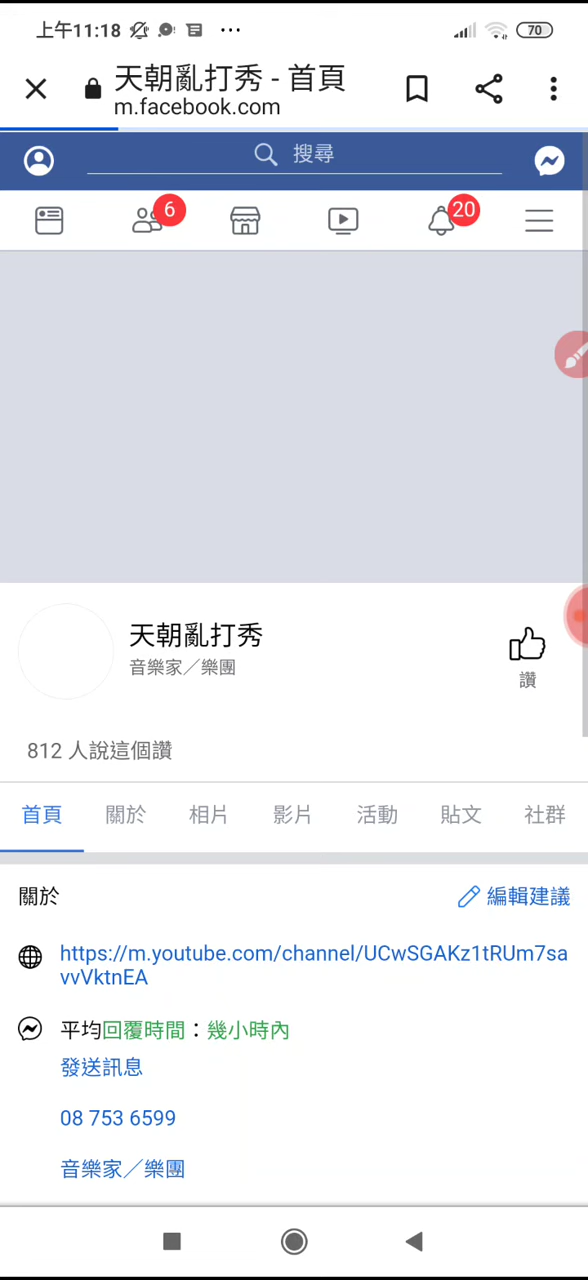 上午11:18 70
天朝亂打秀 - 首頁
m.facebook.com
搜尋
6
20
天朝亂打秀
音樂家／樂團
讚
812 人說這個讚
首頁 關於 相片 影片 活動 貼文 社群
關於 編輯建議
https://m.youtube.com/channel/UCwSGAKz1tRUm7sa
vvVktnEA
平均回覆時間：幾小時內
發送訊息
08 753 6599
音樂家／樂團